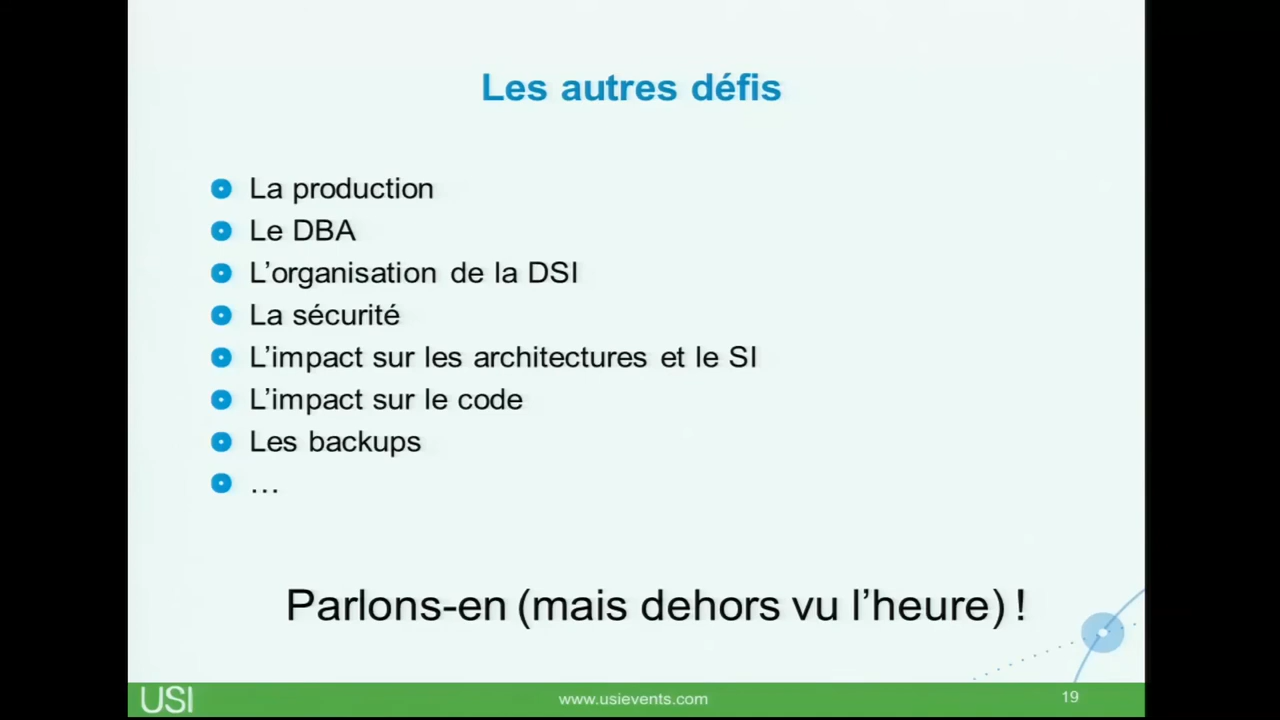 Les autres défis
La production
Le DBA
L’organisation de la DSI
La sécurité
L’impact sur les architectures et le SI
L’impact sur le code
Les backups
…
Parlons-en (mais dehors vu l’heure) !
USI
www.usievents.com
19